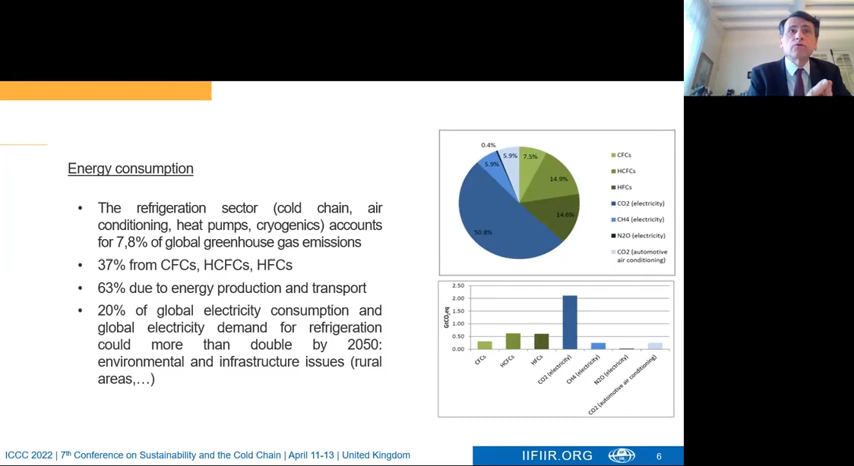 Energy consumption
• The refrigeration sector (cold chain, air
conditioning, heat pumps, cryogenics) accounts
for 7,8% of global greenhouse gas emissions
• 37% from CFCs, HCFCs, HFCs
• 63% due to energy production and transport
• 20% of global electricity consumption and
global electricity demand for refrigeration
could more than double by 2050:
environmental and infrastructure issues (rural
areas,…)
0.4%
5.9%
7.5%
5.9%
14.9%
14.6%
50.8%
CFCs
HCFCs
HFCs
CO2 (electricity)
CH4 (electricity)
N2O (electricity)
CO2 (automotive
air conditioning)
GtCO₂eq
2.50
2.00
1.50
1.00
0.50
0.00
CFCs
HCFCs
HFCs
CO2 (electricity)
CH4 (electricity)
N2O (electricity)
CO2 (automotive air conditioning)
ICCC 2022 | 7th Conference on Sustainability and the Cold Chain | April 11-13 | United Kingdom
IIFIIR.ORG
6